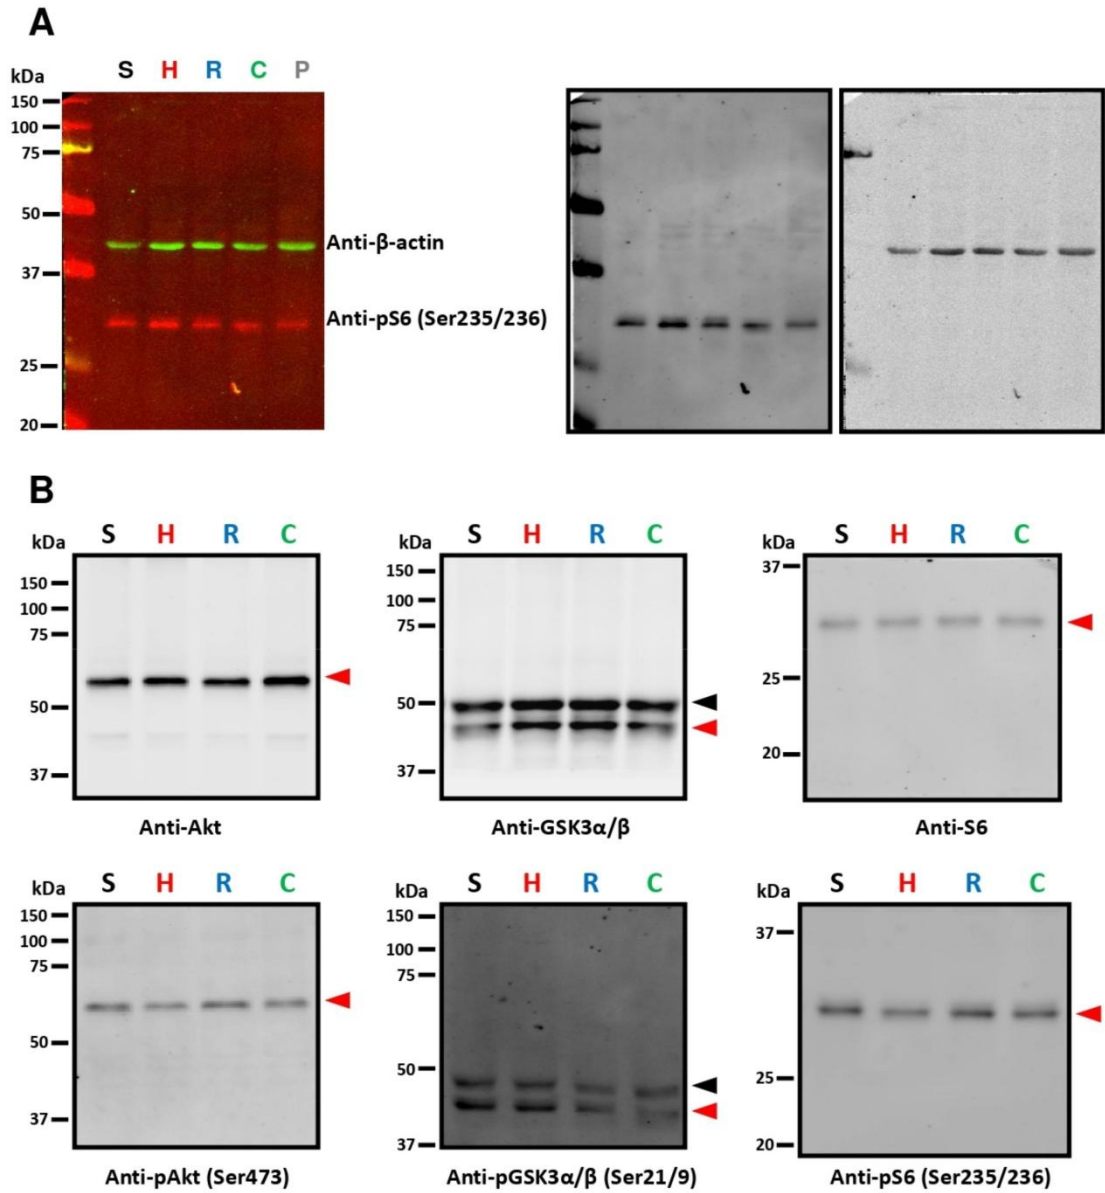 A
kDa S H R C P
150
100
75
50
Anti-β-actin
37
Anti-pS6 (Ser235/236)
25
20
B
S H R C
kDa
150
100
75
50
37
Anti-Akt
S H R C
kDa
150
100
75
50
37
Anti-GSK3α/β
S H R C
kDa
37
25
20
Anti-S6
S H R C
kDa
150
100
75
50
37
Anti-pAkt (Ser473)
S H R C
kDa
150
100
75
50
37
Anti-pGSK3α/β (Ser21/9)
S H R C
kDa
37
25
20
Anti-pS6 (Ser235/236)